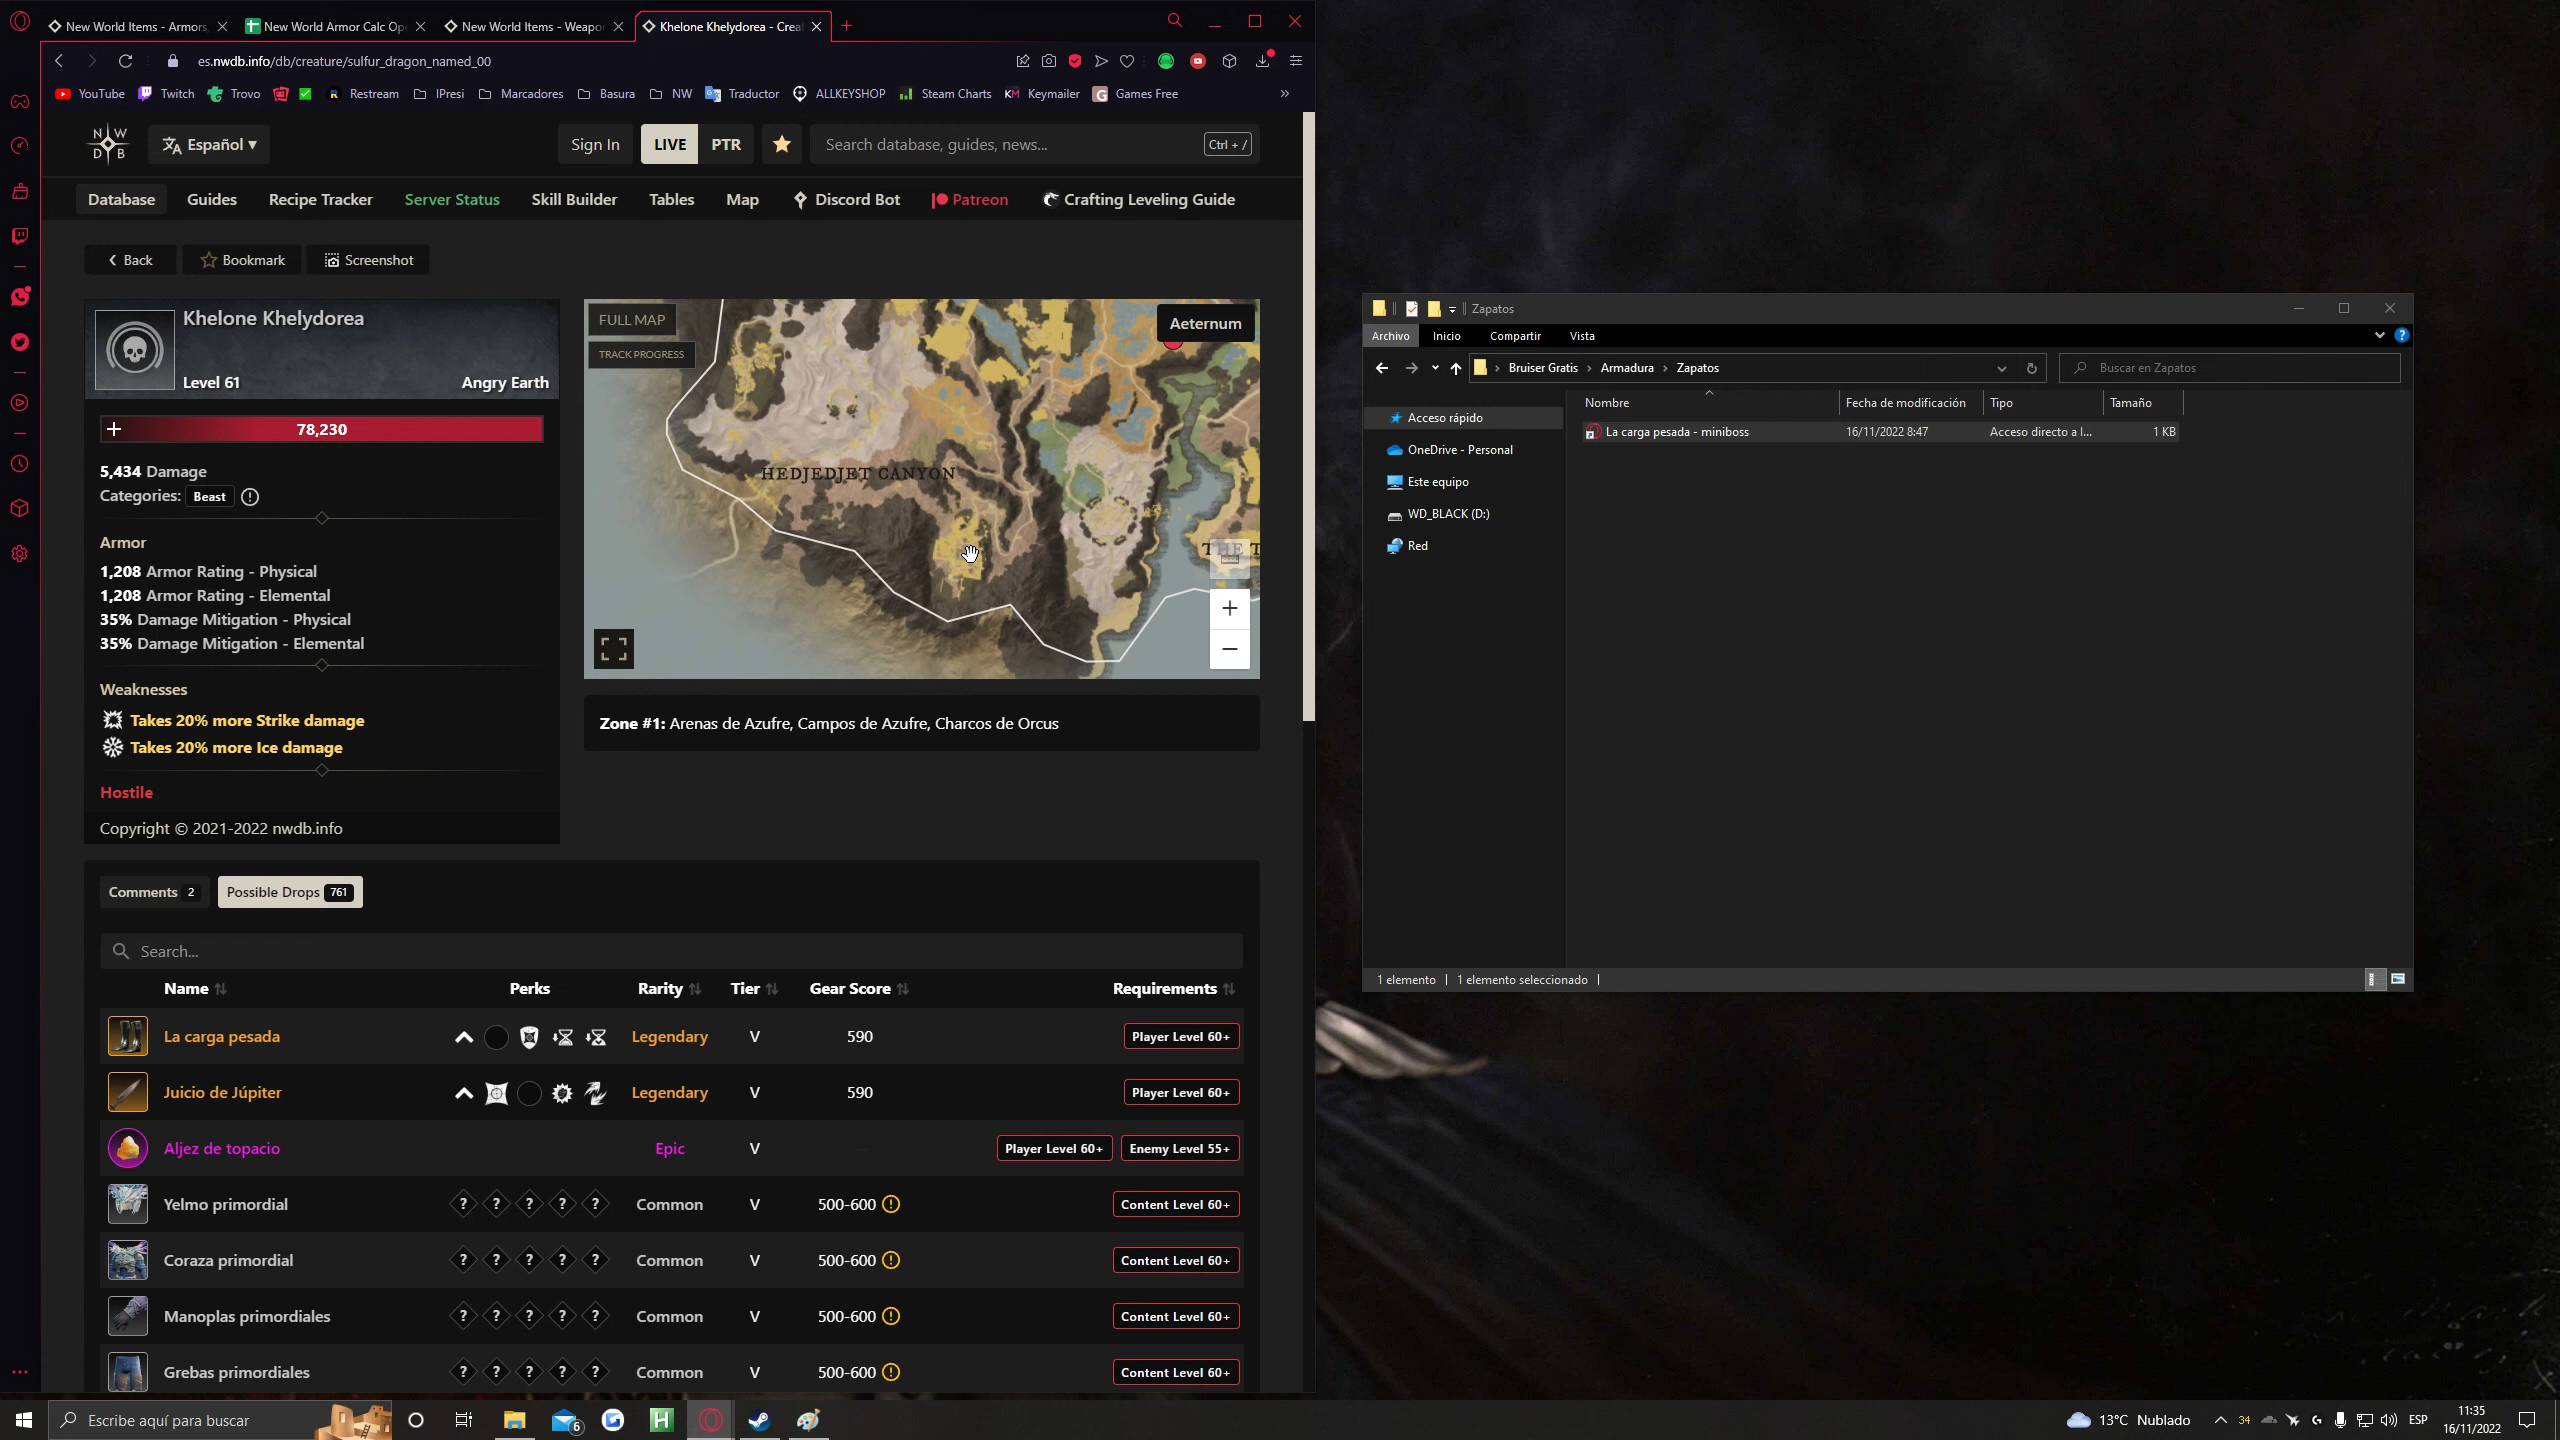 New World Items - Armors,
New World Armor Calc Op
New World Items - Weapor
Khelone Khelydorea - Creat
es.nwdb.info/db/creature/sulfur_dragon_named_00
YouTube Twitch Trovo Restream IPresi Marcadores Basura NW Traductor ALLKEYSHOP Steam Charts KM Keymailer Games Free »
N W D B
Español ▾
Sign In LIVE PTR Search database, guides, news... Ctrl + /
Database Guides Recipe Tracker Server Status Skill Builder Tables Map Discord Bot Patreon Crafting Leveling Guide
Back Bookmark Screenshot
Khelone Khelydorea
Level 61 Angry Earth
78,230
5,434 Damage
Categories: Beast
Armor
1,208 Armor Rating - Physical
1,208 Armor Rating - Elemental
35% Damage Mitigation - Physical
35% Damage Mitigation - Elemental
Weaknesses
Takes 20% more Strike damage
Takes 20% more Ice damage
Hostile
Copyright © 2021-2022 nwdb.info
FULL MAP
TRACK PROGRESS
Aeternum
HEDJEDJET CANYON
THE T
+
−
Zone #1: Arenas de Azufre, Campos de Azufre, Charcos de Orcus
Comments 2 Possible Drops 761
Search...
Name Perks Rarity Tier Gear Score Requirements
La carga pesada Legendary V 590 Player Level 60+
Juicio de Júpiter Legendary V 590 Player Level 60+
Aljez de topacio Epic V Player Level 60+ Enemy Level 55+
Yelmo primordial ? ? ? ? ? Common V 500-600 Content Level 60+
Coraza primordial ? ? ? ? ? Common V 500-600 Content Level 60+
Manoplas primordiales ? ? ? ? ? Common V 500-600 Content Level 60+
Grebas primordiales ? ? ? ? ? Common V 500-600 Content Level 60+
Zapatos
Archivo Inicio Compartir Vista
Bruiser Gratis › Armadura › Zapatos
Buscar en Zapatos
Nombre Fecha de modificación Tipo Tamaño
La carga pesada - miniboss 16/11/2022 8:47 Acceso directo a I... 1 KB
Acceso rápido
OneDrive - Personal
Este equipo
WD_BLACK (D:)
Red
1 elemento 1 elemento seleccionado
Escribe aquí para buscar
6
H
13°C Nublado
34
ESP
11:35
16/11/2022